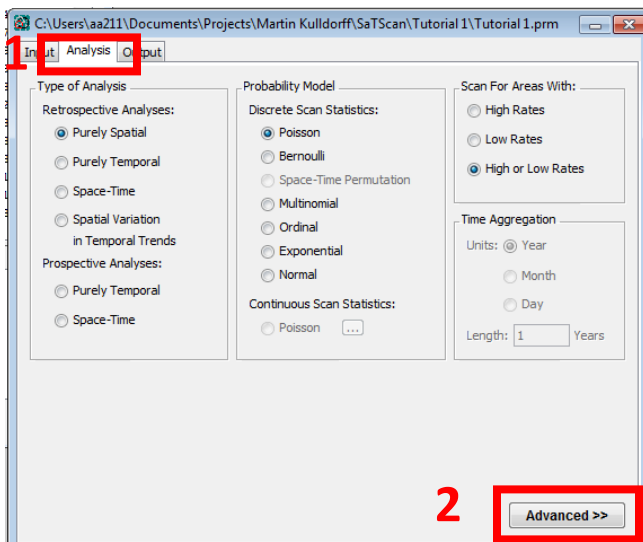 C:\Users\aa211\Documents\Projects\Martin Kulldorff\SaTScan\Tutorial 1\Tutorial 1.prm
1
Input Analysis Output
Type of Analysis
Retrospective Analyses:
Purely Spatial
Purely Temporal
Space-Time
Spatial Variation
in Temporal Trends
Prospective Analyses:
Purely Temporal
Space-Time
Probability Model
Discrete Scan Statistics:
Poisson
Bernoulli
Space-Time Permutation
Multinomial
Ordinal
Exponential
Normal
Continuous Scan Statistics:
Poisson ...
Scan For Areas With:
High Rates
Low Rates
High or Low Rates
Time Aggregation
Units: Year
Month
Day
Length: 1 Years
2
Advanced >>